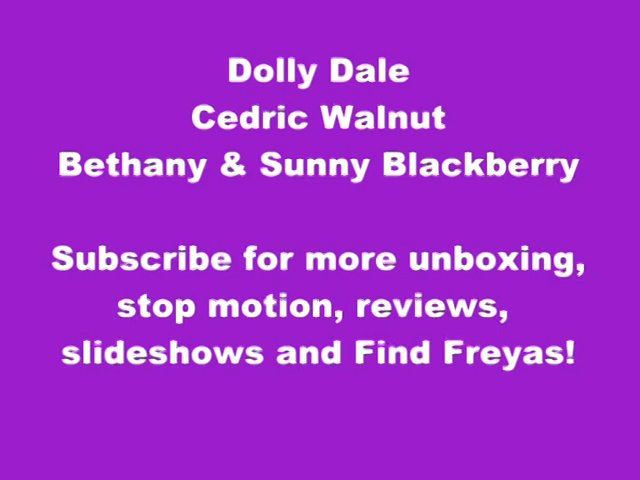 Dolly Dale
Cedric Walnut
Bethany & Sunny Blackberry
Subscribe for more unboxing,
stop motion, reviews,
slideshows and Find Freyas!